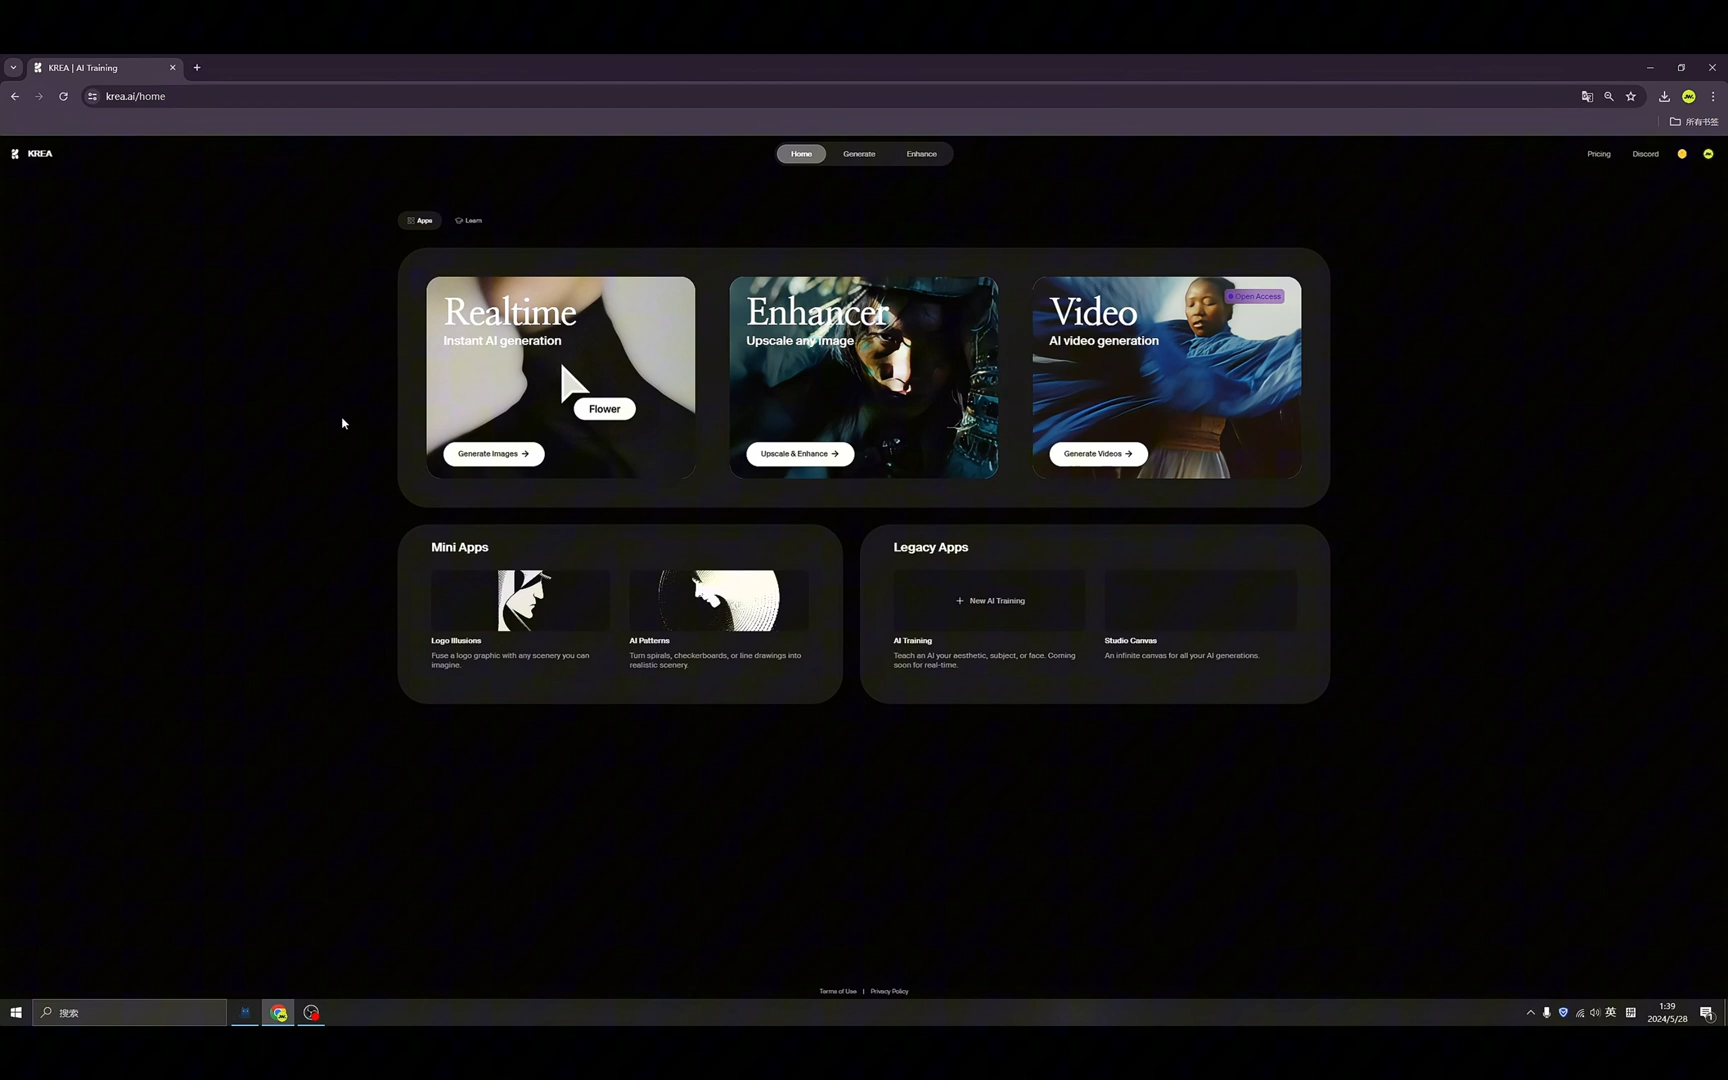 KREA | AI Training
krea.ai/home
所有书签
KREA
Home
Generate
Enhance
Pricing
Discord
Apps
Learn
Realtime
Instant AI generation
Flower
Generate Images →
Enhancer
Upscale any image
Upscale & Enhance →
Video
Open Access
AI video generation
Generate Videos →
Mini Apps
Logo Illusions
Fuse a logo graphic with any scenery you can
imagine.
AI Patterns
Turn spirals, checkerboards, or line drawings into
realistic scenery.
Legacy Apps
+ New AI Training
AI Training
Teach an AI your aesthetic, subject, or face. Coming
soon for real-time.
Studio Canvas
An infinite canvas for all your AI generations.
Terms of Use | Privacy Policy
搜索
英
1:39
2024/5/28
1